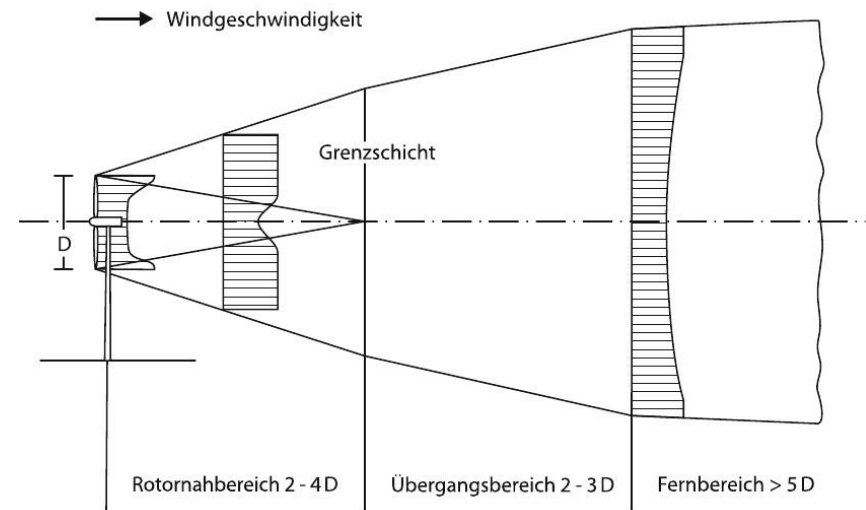 Windgeschwindigkeit
Grenzschicht
D
Rotornahbereich 2 - 4 D
Übergangsbereich 2 - 3 D
Fernbereich > 5 D